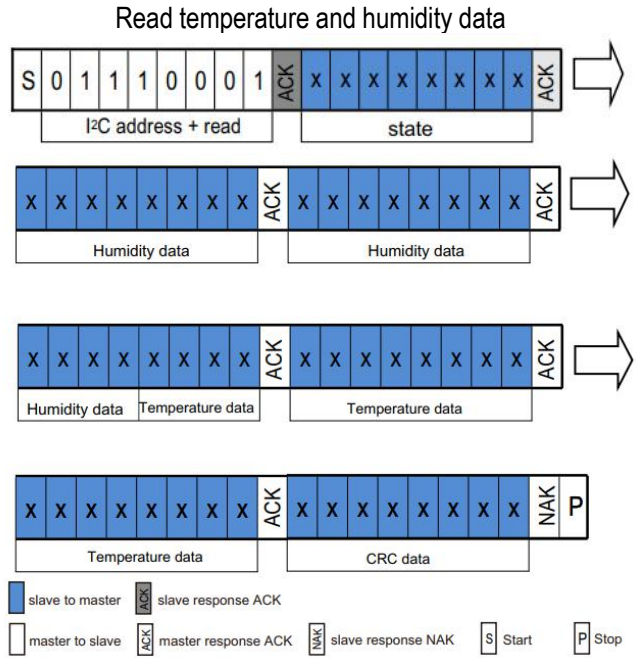 Read temperature and humidity data
S 0 1 1 1 0 0 0 1 ACK X X X X X X X X ACK
I²C address + read state
X X X X X X X X ACK X X X X X X X X ACK
Humidity data Humidity data
X X X X X X X X ACK X X X X X X X X ACK
Humidity data Temperature data Temperature data
X X X X X X X X ACK X X X X X X X X NAK P
Temperature data CRC data
slave to master ACK slave response ACK
master to slave ACK master response ACK NAK slave response NAK S Start P Stop